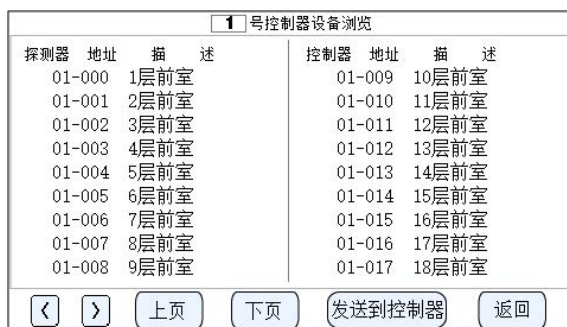 1 号控制器设备浏览
探测器 地址 描 述
01-000 1层前室
01-001 2层前室
01-002 3层前室
01-003 4层前室
01-004 5层前室
01-005 6层前室
01-006 7层前室
01-007 8层前室
01-008 9层前室
控制器 地址 描 述
01-009 10层前室
01-010 11层前室
01-011 12层前室
01-012 13层前室
01-013 14层前室
01-014 15层前室
01-015 16层前室
01-016 17层前室
01-017 18层前室
< > 上页 下页 发送到控制器 返回